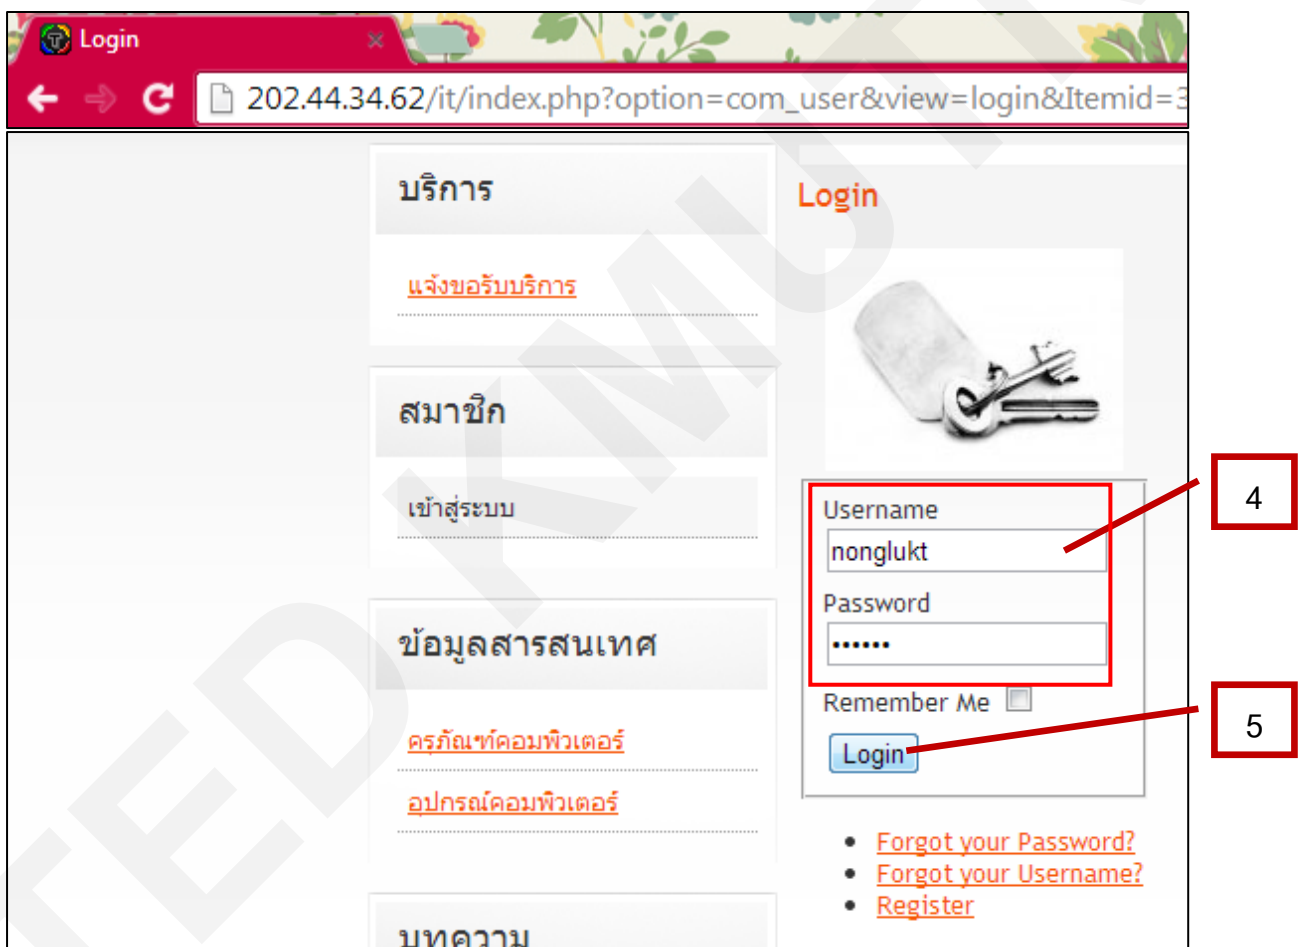 Login
202.44.34.62/it/index.php?option=com_user&view=login&Itemid=3
บริการ
แจ้งขอรับบริการ
สมาชิก
เข้าสู่ระบบ
ข้อมูลสารสนเทศ
ครุภัณฑ์คอมพิวเตอร์
อุปกรณ์คอมพิวเตอร์
บทความ
Login
Username
nonglukt
Password
••••••
Remember Me
Login
Forgot your Password?
Forgot your Username?
Register
4
5
TED KMUTT